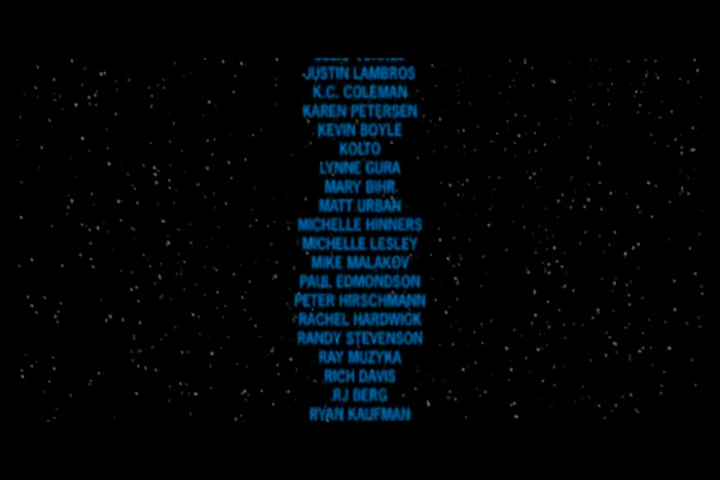 JUSTIN LAMBROS
K.C. COLEMAN
KAREN PETERSEN
KEVIN BOYLE
KOLTO
LYNNE GURA
MARY BIHR
MATT URBAN
MICHELLE HINNERS
MICHELLE LESLEY
MIKE MALAKOV
PAUL EDMONDSON
PETER HIRSCHMANN
RACHEL HARDWICK
RANDY STEVENSON
RAY MUZYKA
RICH DAVIS
RJ BERG
RYAN KAUFMAN